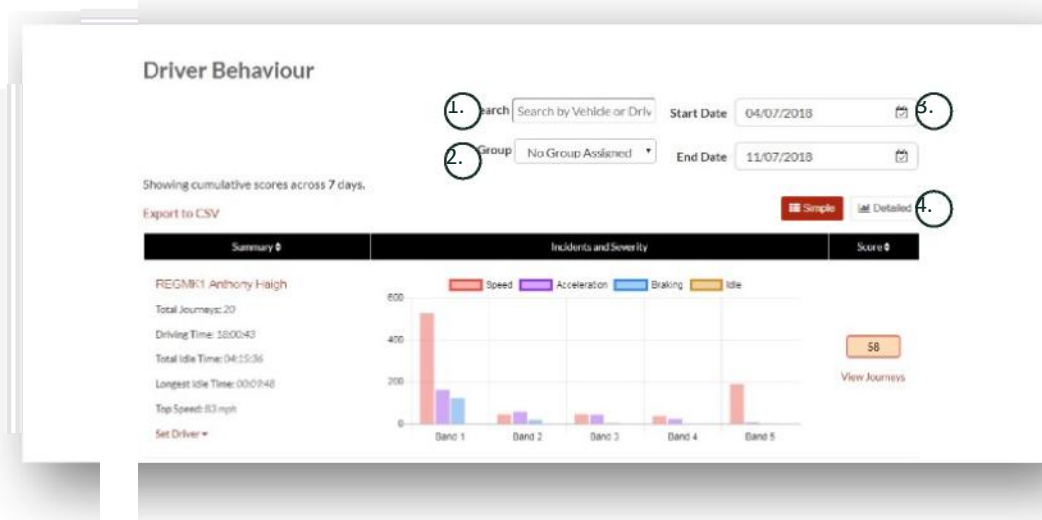 Driver Behaviour
1. earch Search by Vehicle or Driv Start Date 04/07/2018 3.
2. Group No Group Assigned End Date 11/07/2018
Showing cumulative scores across 7 days.
Export to CSV Simple Detailed 4.
Summary Incidents and Severity Score
REGMK1 Anthony Haigh Speed Acceleration Braking Idle
600
Total Journeys: 20
Driving Time: 18:00:43
400
58
Total Idle Time: 04:15:36
View Journeys
Longest Idle Time: 00:09:48
200
Top Speed: 83 mph
0
Set Driver Band 1 Band 2 Band 3 Band 4 Band 5